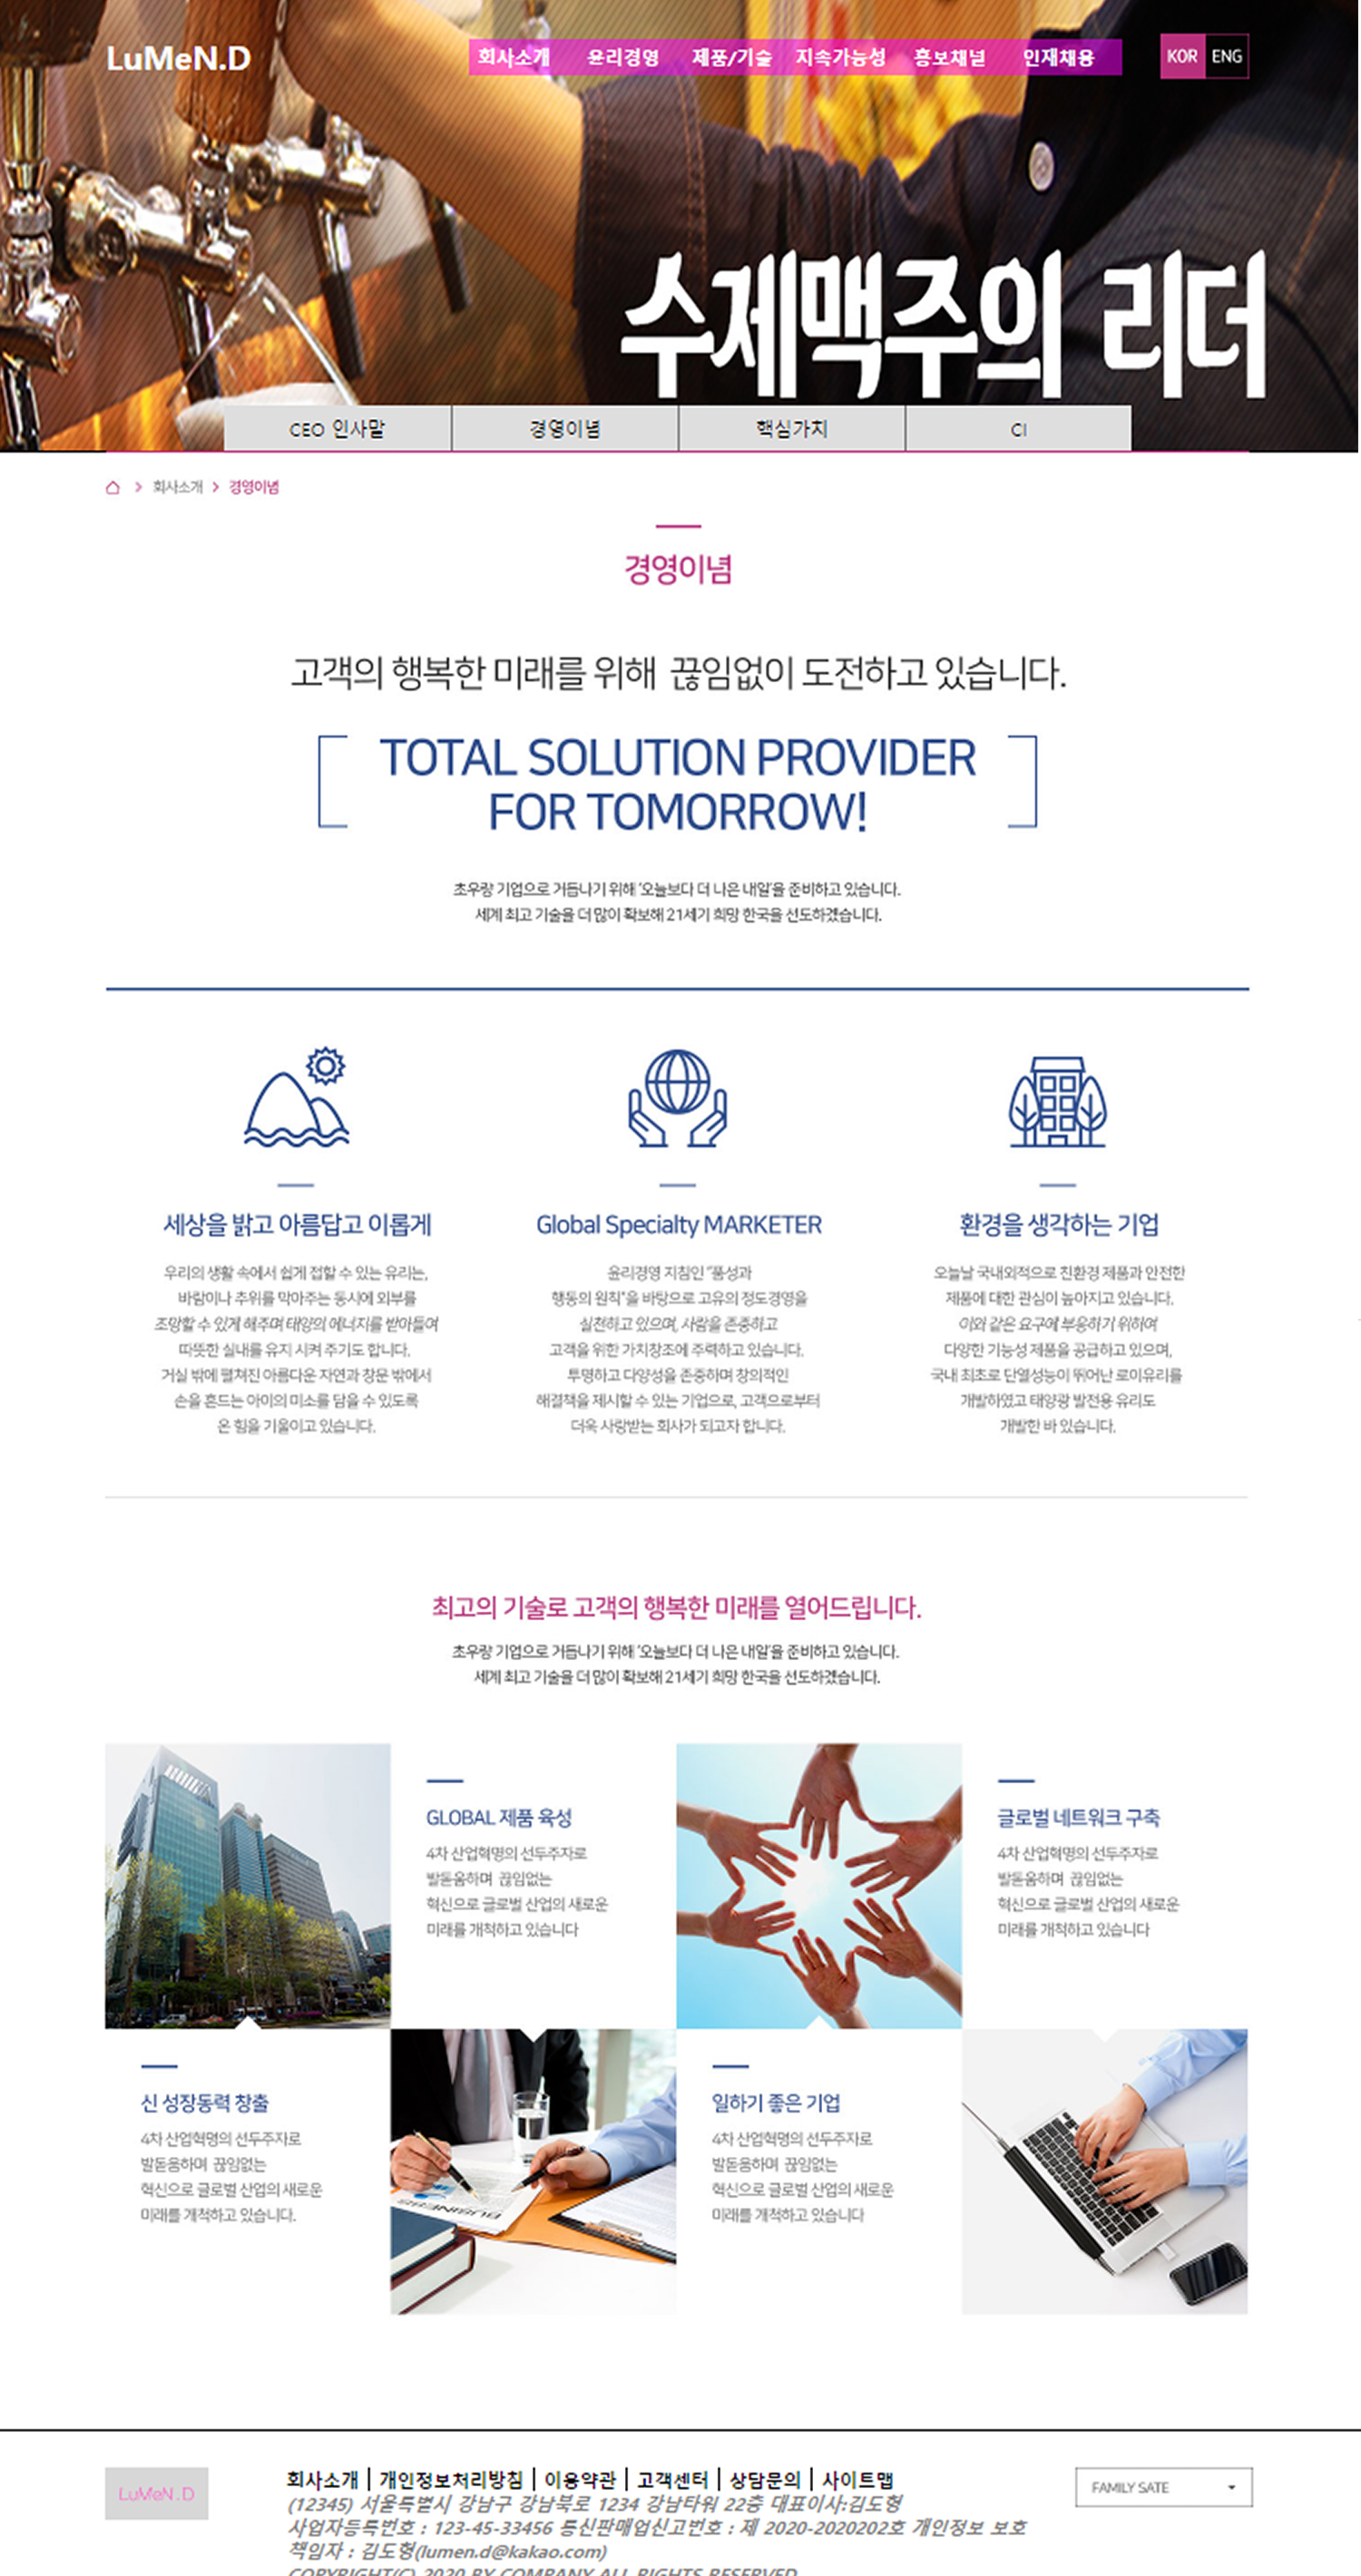 LuMeN.D
회사소개 윤리경영 제품/기술 지속가능성 홍보채널 인재채용
KOR ENG
수제맥주의 리더
CEO 인사말 경영이념 핵심가치 CI
> 회사소개 > 경영이념
경영이념
고객의 행복한 미래를 위해 끊임없이 도전하고 있습니다.
TOTAL SOLUTION PROVIDER
FOR TOMORROW!
초우량 기업으로 거듭나기 위해 '오늘보다 더 나은 내일'을 준비하고 있습니다.
세계 최고 기술을 더 많이 확보해 21세기 희망 한국을 선도하겠습니다.
세상을 밝고 아름답고 이롭게
우리의 생활 속에서 쉽게 접할 수 있는 유리는,
바람이나 추위를 막아주는 동시에 외부를
조망할 수 있게 해주며 태양의 에너지를 받아들여
따뜻한 실내를 유지 시켜 주기도 합니다.
거실 밖에 펼쳐진 아름다운 자연과 창문 밖에서
손을 흔드는 아이의 미소를 담을 수 있도록
온 힘을 기울이고 있습니다.
Global Specialty MARKETER
윤리경영 지침인 "품성과
행동의 원칙"을 바탕으로 고유의 정도경영을
실천하고 있으며, 사람을 존중하고
고객을 위한 가치창조에 주력하고 있습니다.
투명하고 다양성을 존중하며 창의적인
해결책을 제시할 수 있는 기업으로, 고객으로부터
더욱 사랑받는 회사가 되고자 합니다.
환경을 생각하는 기업
오늘날 국내외적으로 친환경 제품과 안전한
제품에 대한 관심이 높아지고 있습니다.
이와 같은 요구에 부응하기 위하여
다양한 기능성 제품을 공급하고 있으며,
국내 최초로 단열성능이 뛰어난 로이유리를
개발하였고 태양광 발전용 유리도
개발한 바 있습니다.
최고의 기술로 고객의 행복한 미래를 열어드립니다.
초우량 기업으로 거듭나기 위해 '오늘보다 더 나은 내일'을 준비하고 있습니다.
세계 최고 기술을 더 많이 확보해 21세기 희망 한국을 선도하겠습니다.
GLOBAL 제품 육성
4차 산업혁명의 선두주자로
발돋움하며 끊임없는
혁신으로 글로벌 산업의 새로운
미래를 개척하고 있습니다
글로벌 네트워크 구축
4차 산업혁명의 선두주자로
발돋움하며 끊임없는
혁신으로 글로벌 산업의 새로운
미래를 개척하고 있습니다
신 성장동력 창출
4차 산업혁명의 선두주자로
발돋움하며 끊임없는
혁신으로 글로벌 산업의 새로운
미래를 개척하고 있습니다.
BUSINESS
일하기 좋은 기업
4차 산업혁명의 선두주자로
발돋움하며 끊임없는
혁신으로 글로벌 산업의 새로운
미래를 개척하고 있습니다
LuMeN.D
회사소개 | 개인정보처리방침 | 이용약관 | 고객센터 | 상담문의 | 사이트맵
(12345) 서울특별시 강남구 강남북로 1234 강남타워 22층 대표이사:김도형
사업자등록번호 : 123-45-33456 통신판매업신고번호 : 제 2020-2020202호 개인정보 보호
책임자 : 김도형(lumen.d@kakao.com)
COPYRIGHT(C) 2020 BY COMPANY ALL RIGHTS RESERVED
FAMILY SATE